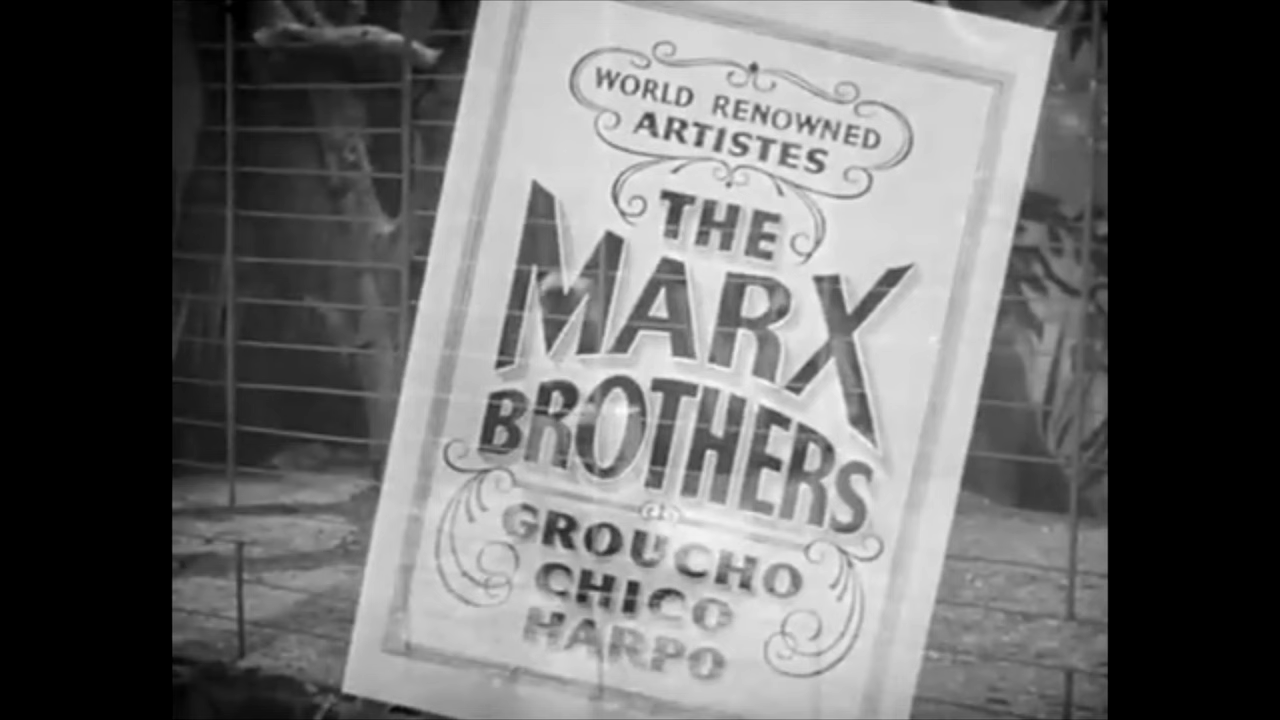 WORLD RENOWNED
ARTISTES
THE
MARX
BROTHERS
GROUCHO
CHICO
HARPO